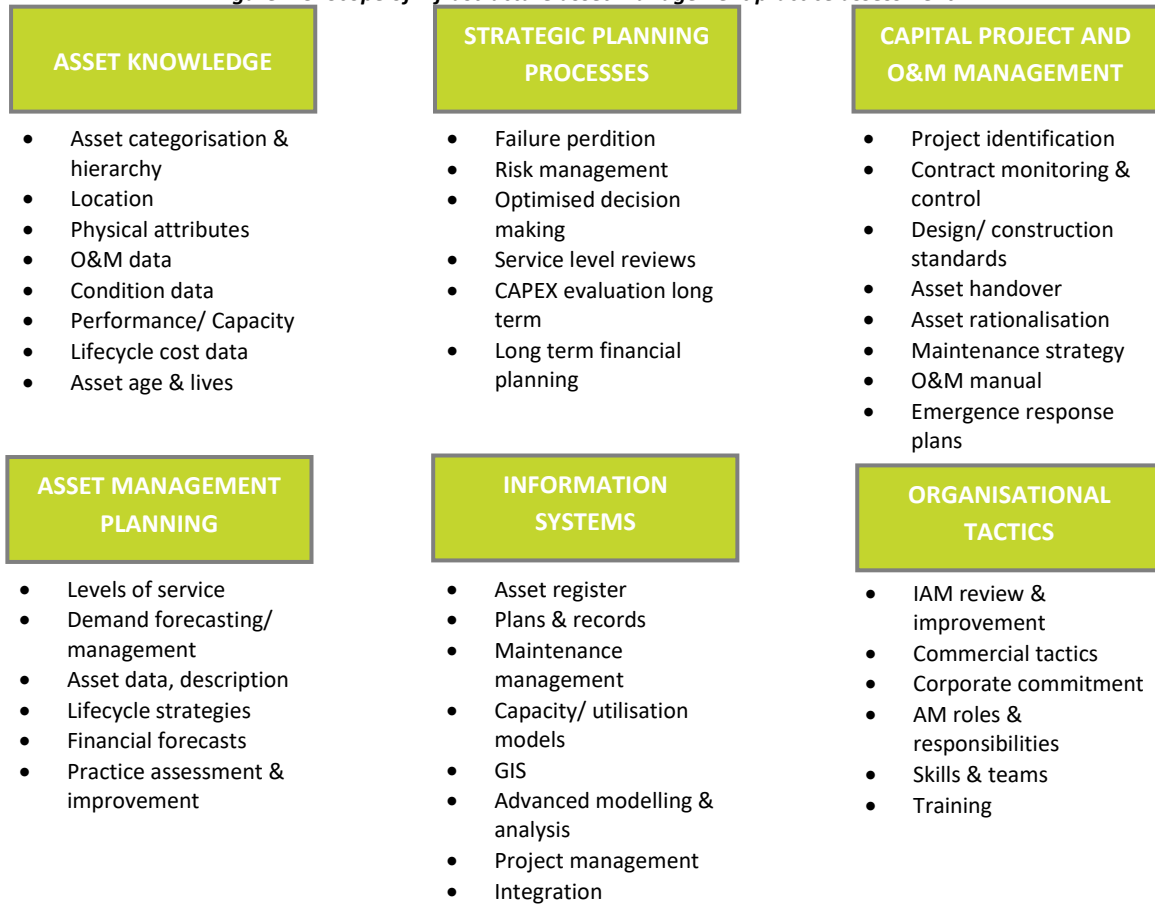 ASSET KNOWLEDGE
• Asset categorisation &
hierarchy
• Location
• Physical attributes
• O&M data
• Condition data
• Performance/ Capacity
• Lifecycle cost data
• Asset age & lives
STRATEGIC PLANNING
PROCESSES
• Failure perdition
• Risk management
• Optimised decision
making
• Service level reviews
• CAPEX evaluation long
term
• Long term financial
planning
CAPITAL PROJECT AND
O&M MANAGEMENT
• Project identification
• Contract monitoring &
control
• Design/ construction
standards
• Asset handover
• Asset rationalisation
• Maintenance strategy
• O&M manual
• Emergence response
plans
ASSET MANAGEMENT
PLANNING
• Levels of service
• Demand forecasting/
management
• Asset data, description
• Lifecycle strategies
• Financial forecasts
• Practice assessment &
improvement
INFORMATION
SYSTEMS
• Asset register
• Plans & records
• Maintenance
management
• Capacity/ utilisation
models
• GIS
• Advanced modelling &
analysis
• Project management
• Integration
ORGANISATIONAL
TACTICS
• IAM review &
improvement
• Commercial tactics
• Corporate commitment
• AM roles &
responsibilities
• Skills & teams
• Training